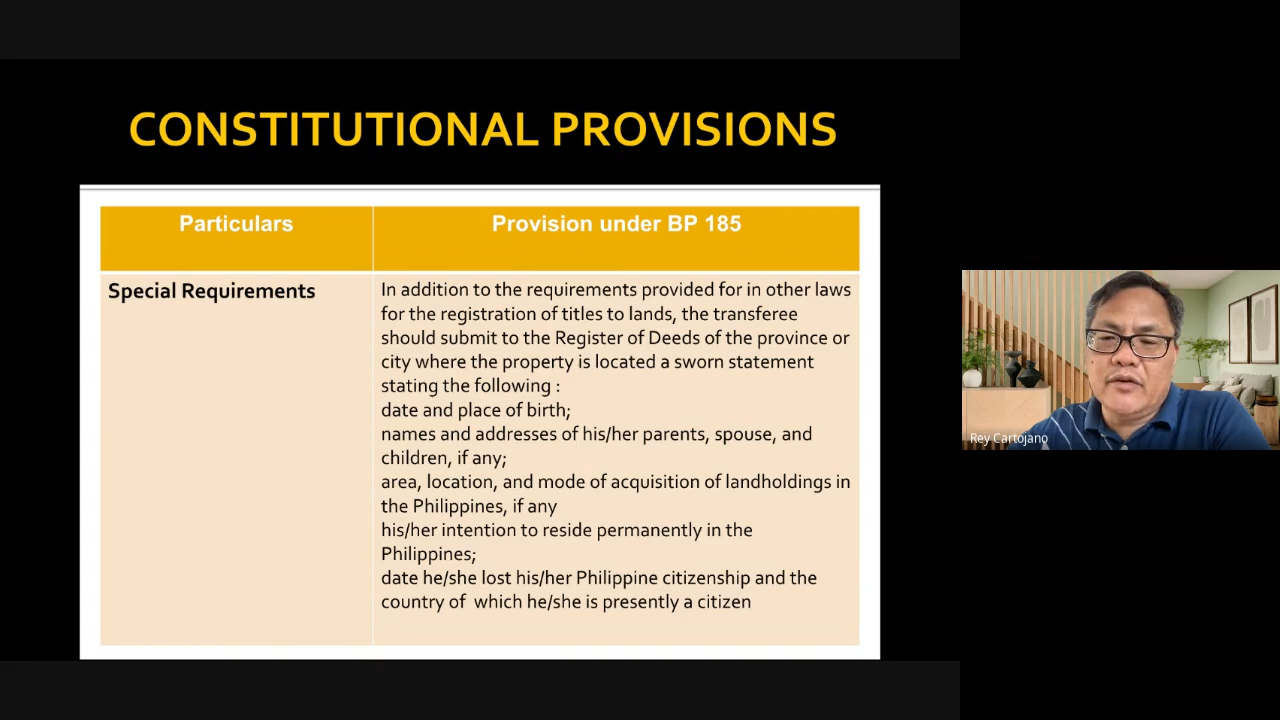 CONSTITUTIONAL PROVISIONS
Particulars
Provision under BP 185
Special Requirements
In addition to the requirements provided for in other laws
for the registration of titles to lands, the transferee
should submit to the Register of Deeds of the province or
city where the property is located a sworn statement
stating the following :
date and place of birth;
names and addresses of his/her parents, spouse, and
children, if any;
area, location, and mode of acquisition of landholdings in
the Philippines, if any
his/her intention to reside permanently in the
Philippines;
date he/she lost his/her Philippine citizenship and the
country of which he/she is presently a citizen
Rey Cartojano